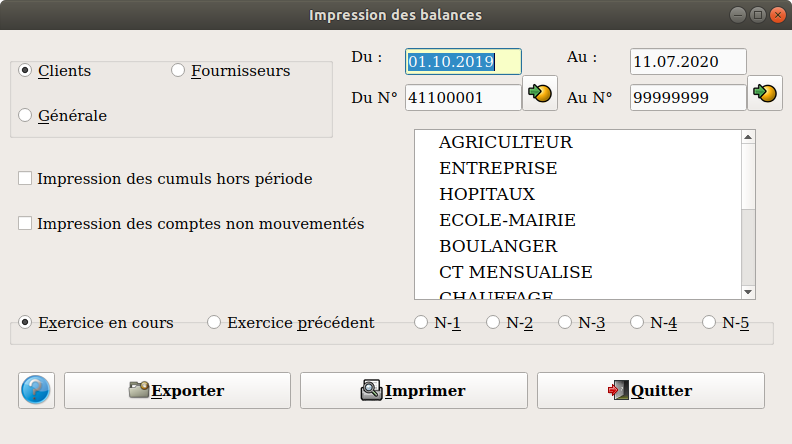 Impression des balances
Clients
Fournisseurs
Générale
Du :
01.10.2019
Au :
11.07.2020
Du N°
41100001
Au N°
99999999
Impression des cumuls hors période
Impression des comptes non mouvementés
AGRICULTEUR
ENTREPRISE
HOPITAUX
ECOLE-MAIRIE
BOULANGER
CT MENSUALISE
CHAUFFAGE
Exercice en cours
Exercice précédent
N-1
N-2
N-3
N-4
N-5
Exporter
Imprimer
Quitter